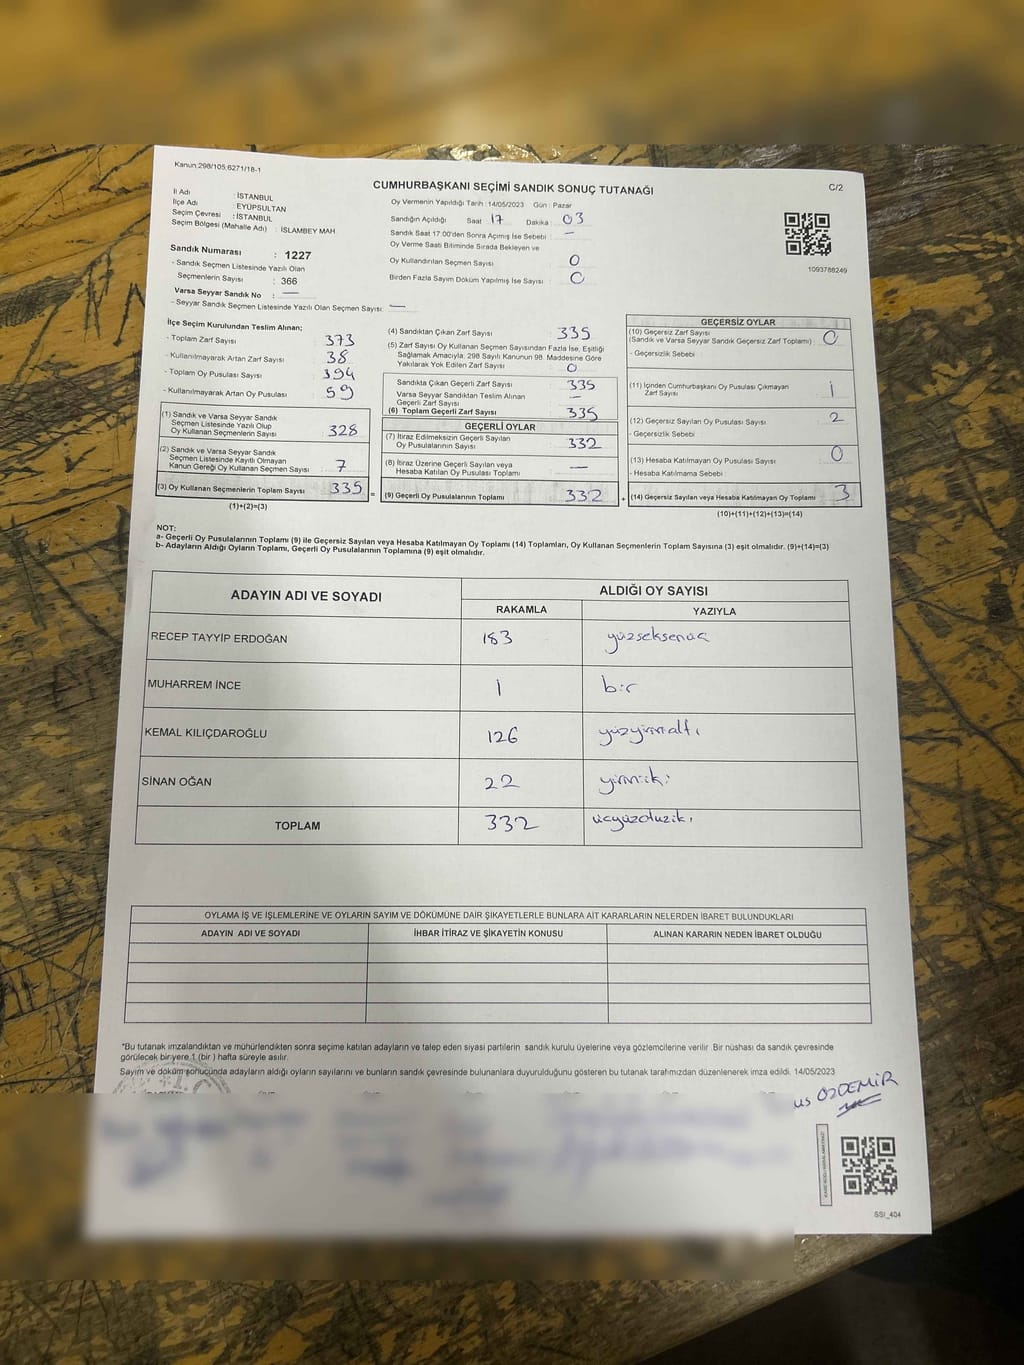 Kanun:298/105;6271/18-1
CUMHURBAŞKANI SEÇİMİ SANDIK SONUÇ TUTANAĞI
C/2
İl Adı : İSTANBUL
İlçe Adı : EYÜPSULTAN
Seçim Çevresi : İSTANBUL
Seçim Bölgesi (Mahalle Adı) : İSLAMBEY MAH
Sandık Numarası : 1227
- Sandık Seçmen Listesinde Yazılı Olan
Seçmenlerin Sayısı : 366
Varsa Seyyar Sandık No : —
- Seyyar Sandık Seçmen Listesinde Yazılı Olan Seçmen Sayısı: —
Oy Vermenin Yapıldığı Tarih : 14/05/2023 Gün : Pazar
Sandığın Açıldığı Saat 17 Dakika : 03
Sandık Saat 17.00'den Sonra Açımış İse Sebebi : —
Oy Verme Saati Bitiminde Sırada Bekleyen ve
Oy Kullandırılan Seçmen Sayısı : 0
Birden Fazla Sayım Döküm Yapılmış İse Sayısı : 0
1093788249
İlçe Seçim Kurulundan Teslim Alınan;
- Toplam Zarf Sayısı : 373
- Kullanılmayarak Artan Zarf Sayısı : 38
- Toplam Oy Pusulası Sayısı : 394
- Kullanılmayarak Artan Oy Pusulası : 59
(1) Sandık ve Varsa Seyyar Sandık
Seçmen Listesinde Yazılı Olup
Oy Kullanan Seçmenlerin Sayısı : 328
(2) Sandık ve Varsa Seyyar Sandık
Seçmen Listesinde Kayıtlı Olmayan
Kanun Gereği Oy Kullanan Seçmen Sayısı : 7
(3) Oy Kullanan Seçmenlerin Toplam Sayısı : 335 =
(1)+(2)=(3)
(4) Sandıktan Çıkan Zarf Sayısı : 335
(5) Zarf Sayısı Oy Kullanan Seçmen Sayısından Fazla İse, Eşitliği
Sağlamak Amacıyla, 298 Sayılı Kanunun 98. Maddesine Göre
Yakılarak Yok Edilen Zarf Sayısı : 0
Sandıkta Çıkan Geçerli Zarf Sayısı : 335
Varsa Seyyar Sandıktan Teslim Alınan
Geçerli Zarf Sayısı : —
(6) Toplam Geçerli Zarf Sayısı : 335
GEÇERLİ OYLAR
(7) İtiraz Edilmeksizin Geçerli Sayılan
Oy Pusulalarının Sayısı : 332
(8) İtiraz Üzerine Geçerli Sayılan veya
Hesaba Katılan Oy Pusulası Toplamı : —
(9) Geçerli Oy Pusulalarının Toplamı : 332 +
GEÇERSİZ OYLAR
(10) Geçersiz Zarf Sayısı
(Sandık ve Varsa Seyyar Sandık Geçersiz Zarf Toplamı) : 0
- Geçersizlik Sebebi
(11) İçinden Cumhurbaşkanı Oy Pusulası Çıkmayan
Zarf Sayısı : 1
(12) Geçersiz Sayılan Oy Pusulası Sayısı : 2
- Geçersizlik Sebebi
(13) Hesaba Katılmayan Oy Pusulası Sayısı : 0
- Hesaba Katılmama Sebebi
(14) Geçersiz Sayılan veya Hesaba Katılmayan Oy Toplamı : 3
(10)+(11)+(12)+(13)=(14)
NOT:
a- Geçerli Oy Pusulalarının Toplamı (9) ile Geçersiz Sayılan veya Hesaba Katılmayan Oy Toplamı (14) Toplamları, Oy Kullanan Seçmenlerin Toplam Sayısına (3) eşit olmalıdır. (9)+(14)=(3)
b- Adayların Aldığı Oyların Toplamı, Geçerli Oy Pusulalarının Toplamına (9) eşit olmalıdır.
ADAYIN ADI VE SOYADI
ALDIĞI OY SAYISI
RAKAMLA YAZIYLA
RECEP TAYYİP ERDOĞAN 183 yüzseksenüç
MUHARREM İNCE 1 bir
KEMAL KILIÇDAROĞLU 126 yüzyirmialtı
SİNAN OĞAN 22 yirmiiki
TOPLAM 332 üçyüzotuziki
OYLAMA İŞ VE İŞLEMLERİNE VE OYLARIN SAYIM VE DÖKÜMÜNE DAİR ŞİKAYETLERLE BUNLARA AİT KARARLARIN NELERDEN İBARET BULUNDUKLARI
ADAYIN ADI VE SOYADI İHBAR İTİRAZ VE ŞİKAYETİN KONUSU ALINAN KARARIN NEDEN İBARET OLDUĞU
*Bu tutanak imzalandıktan ve mühürlendikten sonra seçime katılan adayların ve talep eden siyasi partilerin sandık kurulu üyelerine veya gözlemcilerine verilir. Bir nüshası da sandık çevresinde
görülecek bir yere 1 (bir) hafta süreyle asılır.
Sayım ve döküm sonucunda adayların aldığı oyların sayılarını ve bunların sandık çevresinde bulunanlara duyurulduğunu gösteren bu tutanak tarafımızdan düzenlenerek imza edildi. 14/05/2023
us ÖZDEMİR
SSI_404